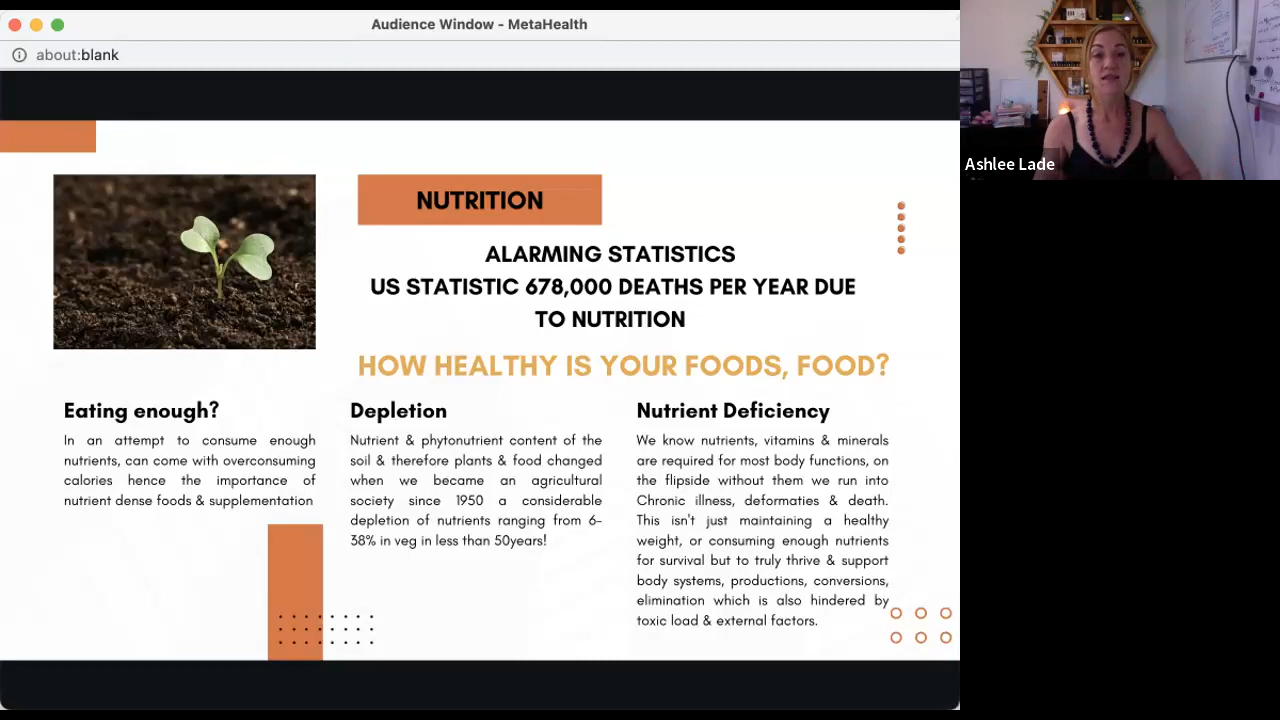 Audience Window - MetaHealth
about:blank
Ashlee Lade
NUTRITION
ALARMING STATISTICS
US STATISTIC 678,000 DEATHS PER YEAR DUE
TO NUTRITION
HOW HEALTHY IS YOUR FOODS, FOOD?
Eating enough?
In an attempt to consume enough
nutrients, can come with overconsuming
calories hence the importance of
nutrient dense foods & supplementation
Depletion
Nutrient & phytonutrient content of the
soil & therefore plants & food changed
when we became an agricultural
society since 1950 a considerable
depletion of nutrients ranging from 6-
38% in veg in less than 50years!
Nutrient Deficiency
We know nutrients, vitamins & minerals
are required for most body functions, on
the flipside without them we run into
Chronic illness, deformaties & death.
This isn't just maintaining a healthy
weight, or consuming enough nutrients
for survival but to truly thrive & support
body systems, productions, conversions,
elimination which is also hindered by
toxic load & external factors.